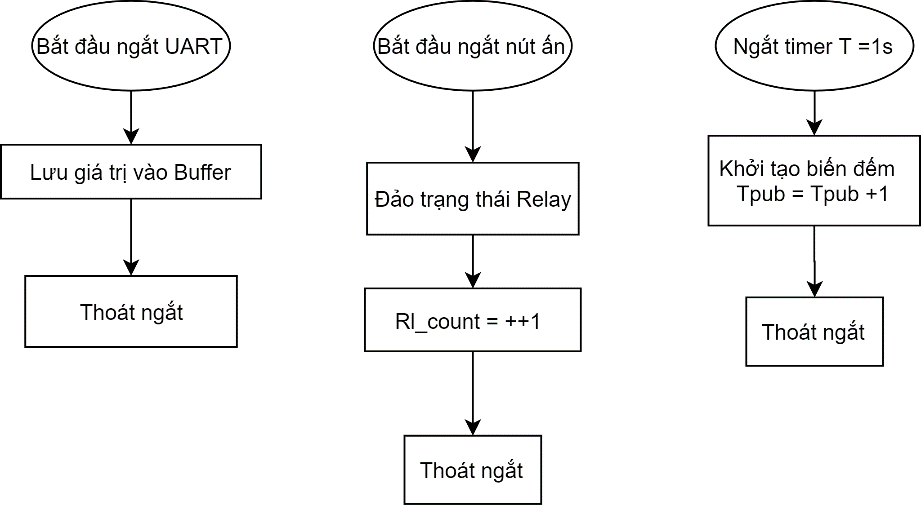 Bắt đầu ngắt UART
Lưu giá trị vào Buffer
Thoát ngắt
Bắt đầu ngắt nút ấn
Đảo trạng thái Relay
Rl_count = ++1
Thoát ngắt
Ngắt timer T =1s
Khởi tạo biến đếm
Tpub = Tpub +1
Thoát ngắt